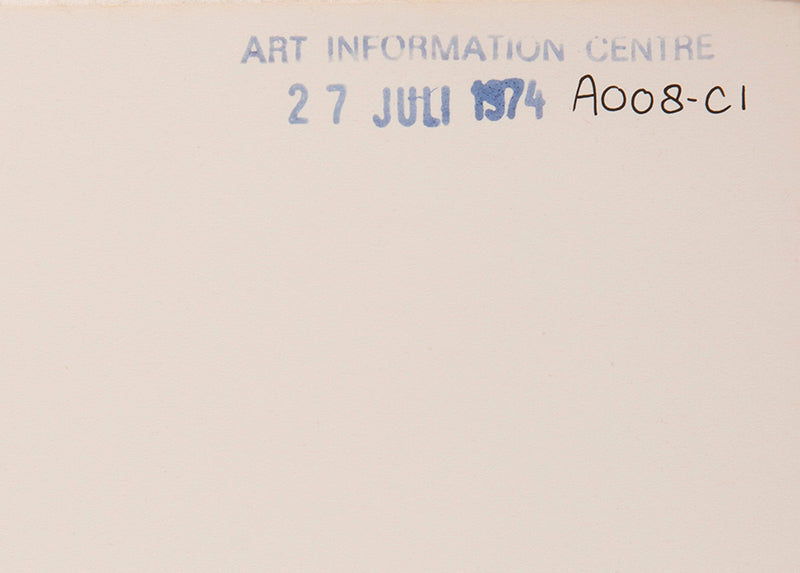 ART INFORMATION CENTRE
27 JULI 1974 A008-C1